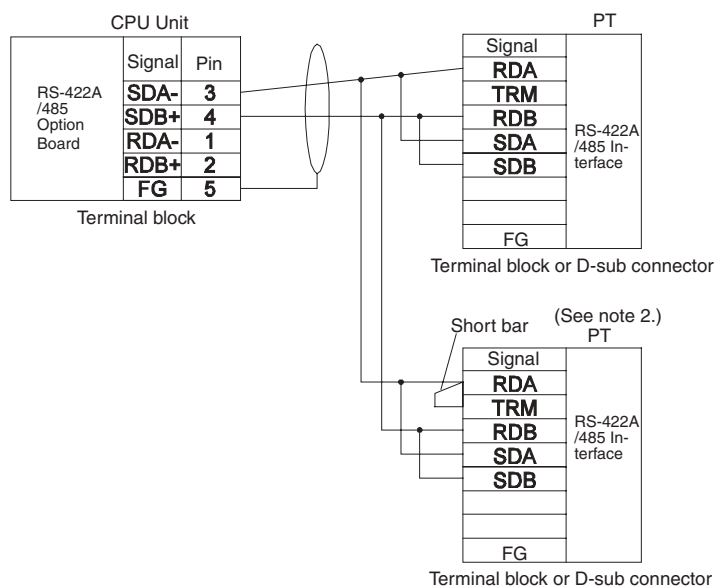 CPU Unit
RS-422A
/485
Option
Board
Signal Pin
SDA- 3
SDB+ 4
RDA- 1
RDB+ 2
FG 5
Terminal block
PT
Signal
RDA
TRM
RDB
SDA
SDB
FG
RS-422A
/485 In-
terface
Terminal block or D-sub connector
Short bar
(See note 2.)
PT
Signal
RDA
TRM
RDB
SDA
SDB
FG
RS-422A
/485 In-
terface
Terminal block or D-sub connector